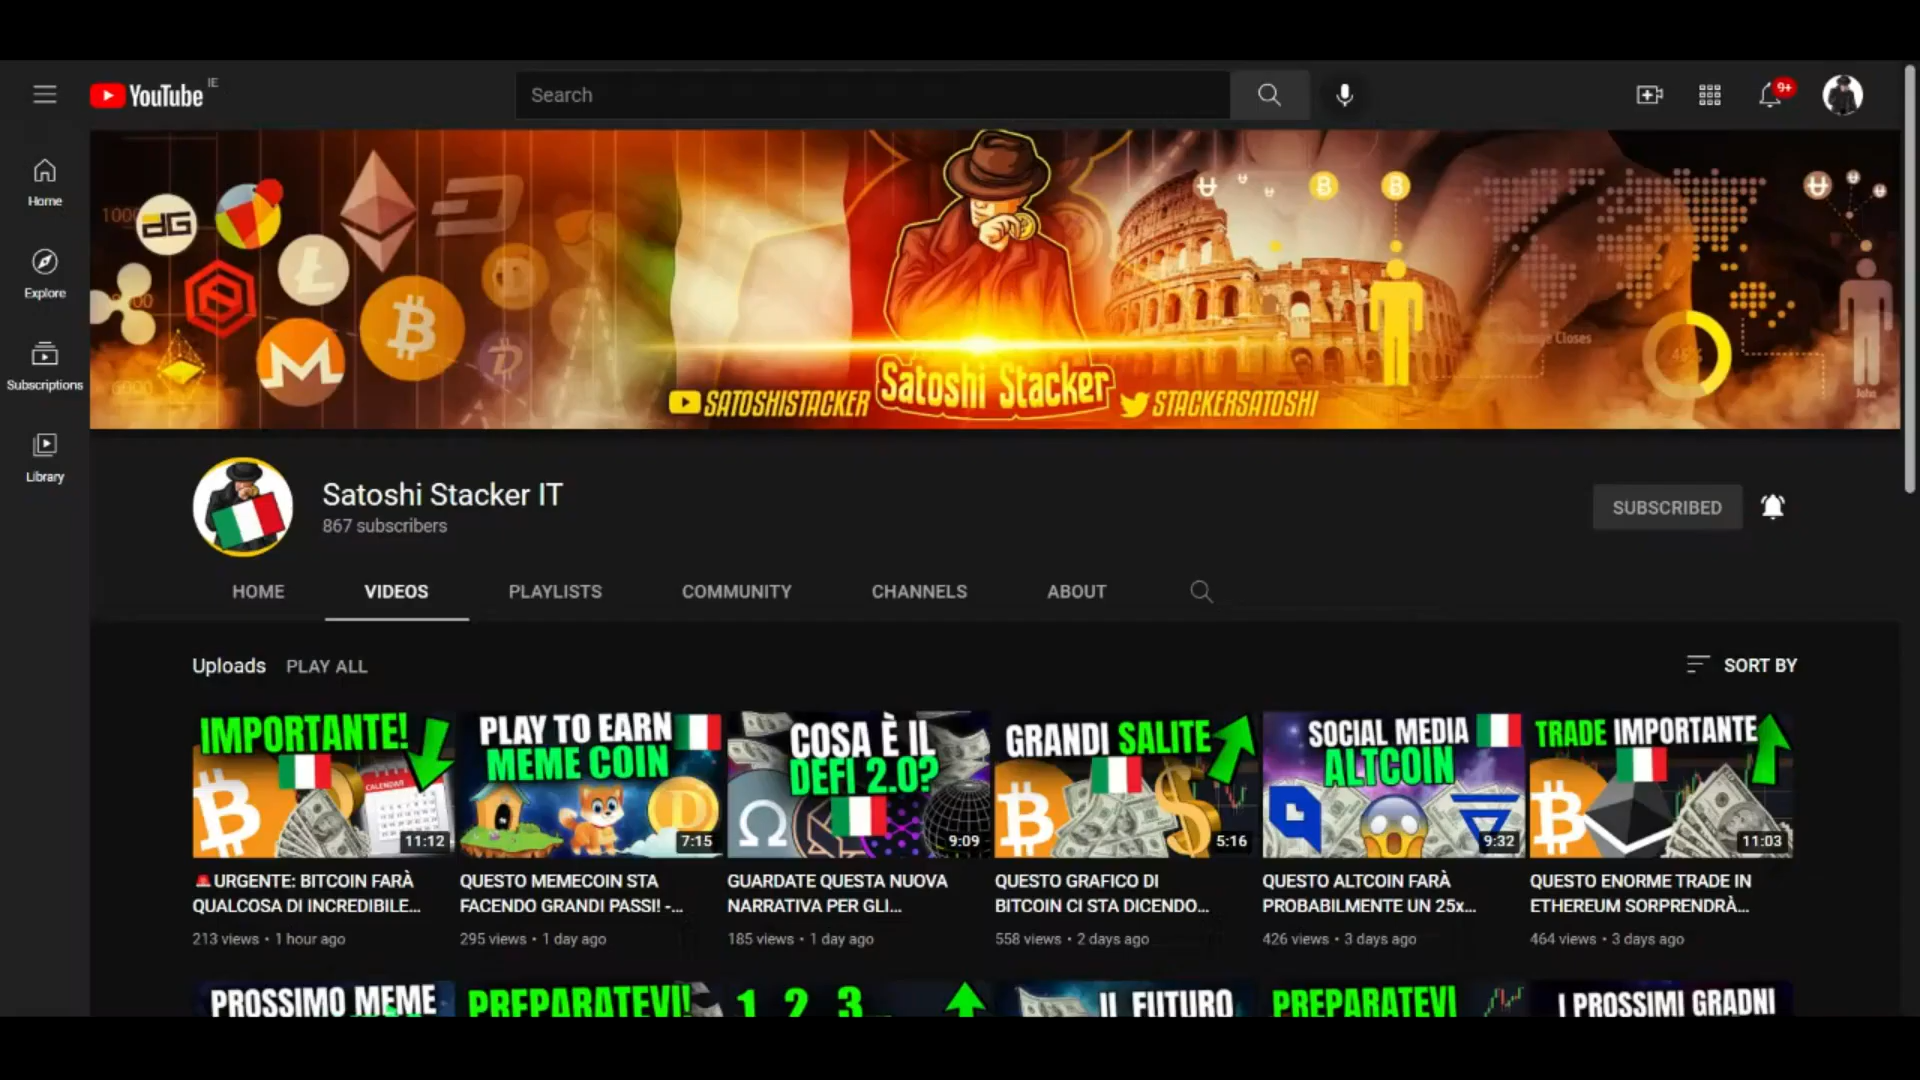 YouTube IE
Search
9+
Home
Explore
Subscriptions
Library
SATOSHISTACKER
Satoshi Stacker
STACKERSATOSHI
Satoshi Stacker IT
867 subscribers
SUBSCRIBED
HOME
VIDEOS
PLAYLISTS
COMMUNITY
CHANNELS
ABOUT
Uploads
PLAY ALL
SORT BY
IMPORTANTE!
CALENDAR
11:12
PLAY TO EARN
MEME COIN
7:15
COSA È IL
DEFI 2.0?
9:09
GRANDI SALITE
5:16
SOCIAL MEDIA
ALTCOIN
9:32
TRADE IMPORTANTE
11:03
URGENTE: BITCOIN FARÀ
QUALCOSA DI INCREDIBILE...
213 views • 1 hour ago
QUESTO MEMECOIN STA
FACENDO GRANDI PASSI! -...
295 views • 1 day ago
GUARDATE QUESTA NUOVA
NARRATIVA PER GLI...
185 views • 1 day ago
QUESTO GRAFICO DI
BITCOIN CI STA DICENDO...
558 views • 2 days ago
QUESTO ALTCOIN FARÀ
PROBABILMENTE UN 25x...
426 views • 3 days ago
QUESTO ENORME TRADE IN
ETHEREUM SORPRENDRÀ...
464 views • 3 days ago
PROSSIMO MEME
PREPARATEVI!
1 2 3
IL FUTURO
PREPARATEVI
I PROSSIMI GRADNI